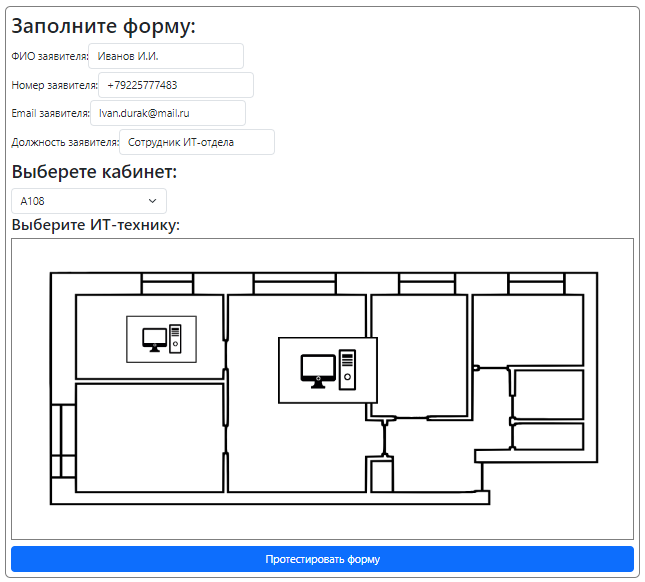 Заполните форму:
ФИО заявителя: Иванов И.И.
Номер заявителя: +79225777483
Email заявителя: Ivan.durak@mail.ru
Должность заявителя: Сотрудник ИТ-отдела
Выберете кабинет:
А108
Выберите ИТ-технику:
Протестировать форму